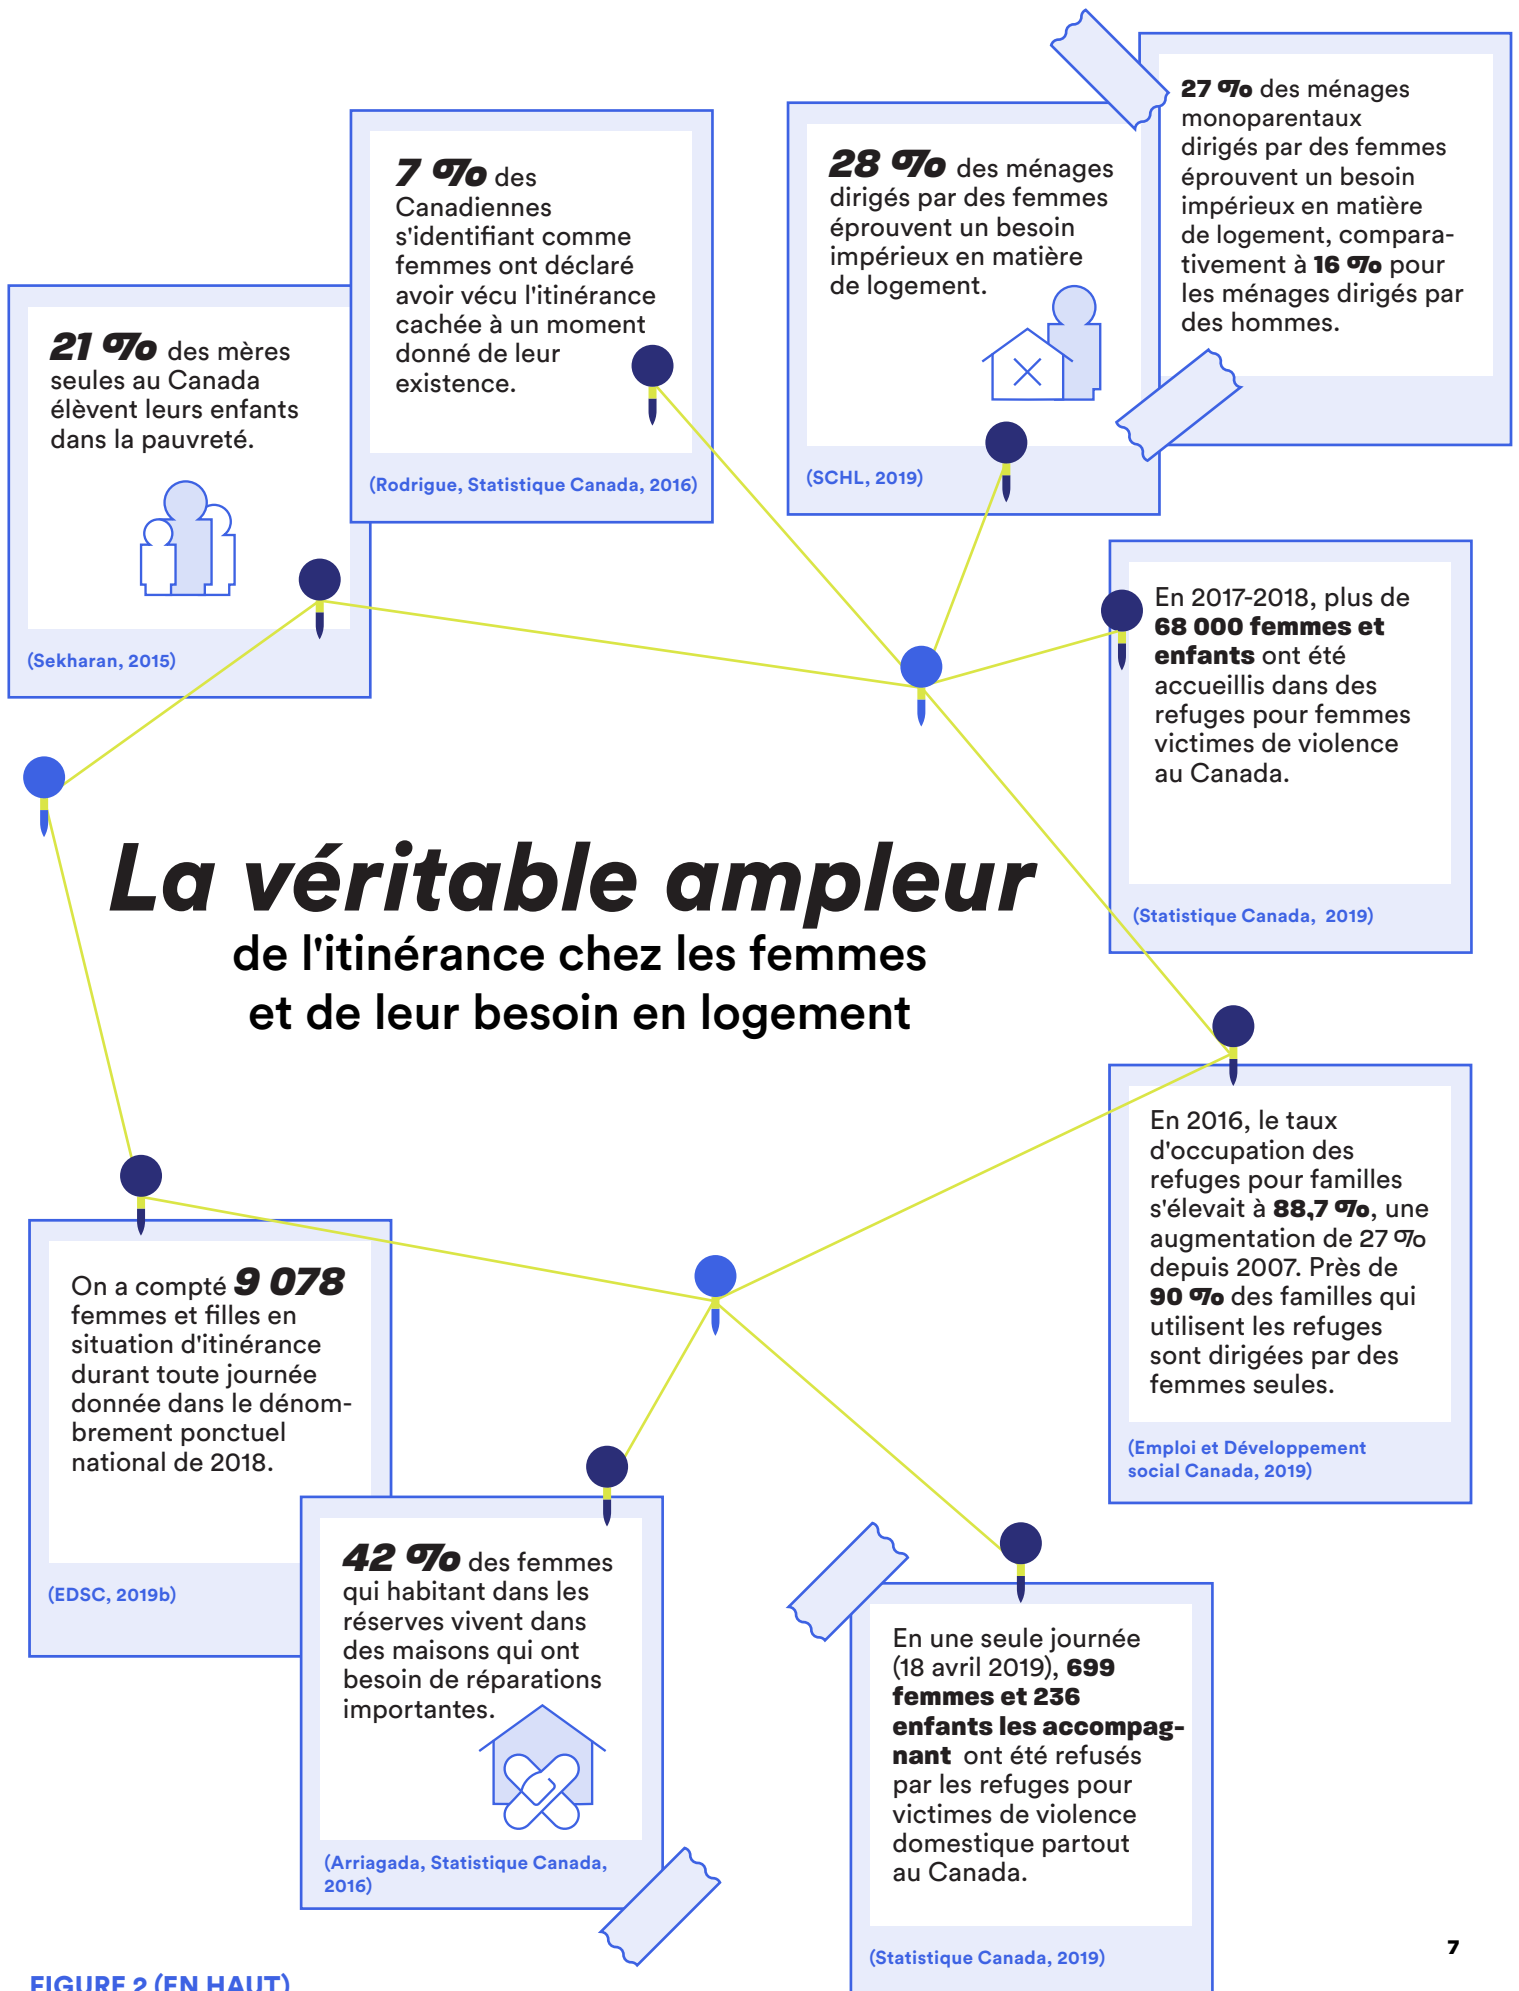 27 % des ménages
monoparentaux
dirigés par des femmes
éprouvent un besoin
impérieux en matière
de logement, compara-
tivement à 16 % pour
les ménages dirigés par
des hommes.
28 % des ménages
dirigés par des femmes
éprouvent un besoin
impérieux en matière
de logement.
(SCHL, 2019)
7 % des
Canadiennes
s'identifiant comme
femmes ont déclaré
avoir vécu l'itinérance
cachée à un moment
donné de leur
existence.
(Rodrigue, Statistique Canada, 2016)
21 % des mères
seules au Canada
élèvent leurs enfants
dans la pauvreté.
(Sekharan, 2015)
En 2017-2018, plus de
68 000 femmes et
enfants ont été
accueillis dans des
refuges pour femmes
victimes de violence
au Canada.
(Statistique Canada, 2019)
La véritable ampleur
de l'itinérance chez les femmes
et de leur besoin en logement
En 2016, le taux
d'occupation des
refuges pour familles
s'élevait à 88,7 %, une
augmentation de 27 %
depuis 2007. Près de
90 % des familles qui
utilisent les refuges
sont dirigées par des
femmes seules.
(Emploi et Développement
social Canada, 2019)
On a compté 9 078
femmes et filles en
situation d'itinérance
durant toute journée
donnée dans le dénom-
brement ponctuel
national de 2018.
(EDSC, 2019b)
42 % des femmes
qui habitant dans les
réserves vivent dans
des maisons qui ont
besoin de réparations
importantes.
(Arriagada, Statistique Canada,
2016)
En une seule journée
(18 avril 2019), 699
femmes et 236
enfants les accompag-
nant ont été refusés
par les refuges pour
victimes de violence
domestique partout
au Canada.
(Statistique Canada, 2019)
7
FIGURE 2 (EN HAUT)